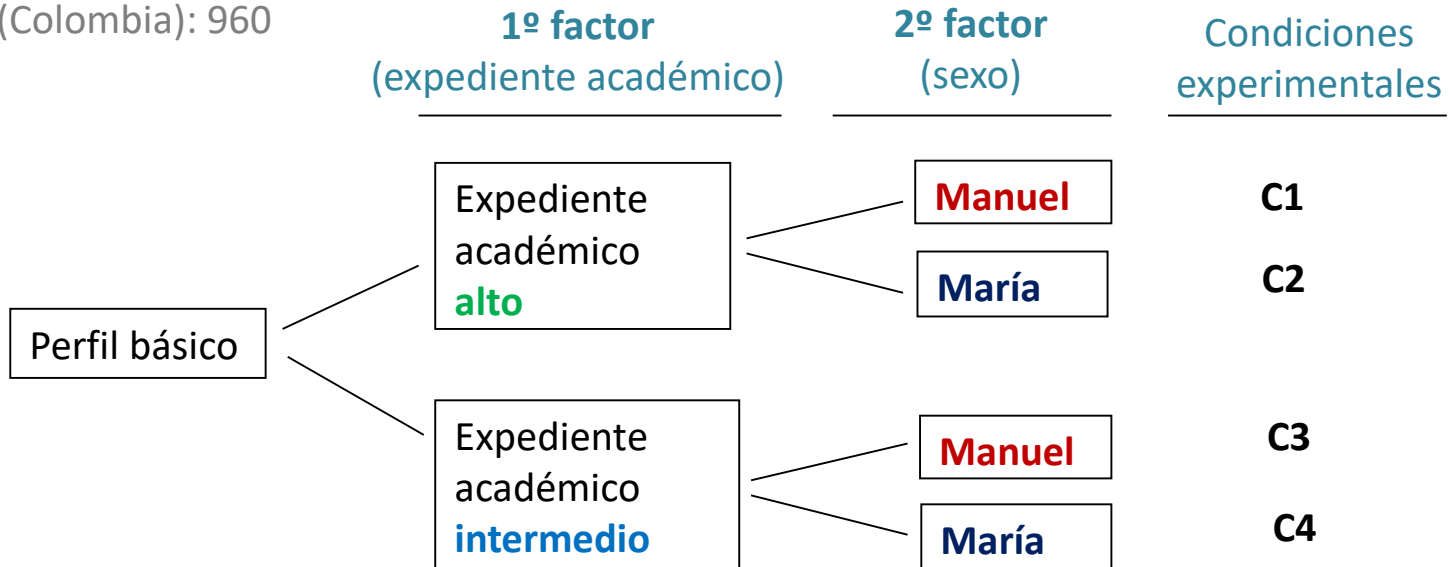 (Colombia): 960
1º factor
(expediente académico)
2º factor
(sexo)
Condiciones
experimentales
Perfil básico
Expediente
académico
alto
Manuel
C1
María
C2
Expediente
académico
intermedio
Manuel
C3
María
C4